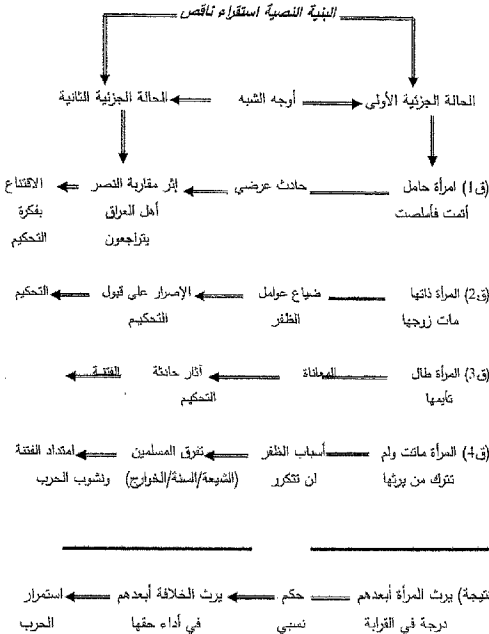 البنية النصية استقراء ناقص
الحالة الجزئية الأولى أوجه الشبه الحالة الجزئية الثانية
(ق1) امرأة حامل حادث عرضي إثر مقاربة النصر الاقتناع
أتمت فأملصت أهل العراق بفكرة
يتراجعون التحكيم
(ق2) المرأة ذاتها ضياع عوامل الإصرار على قبول التحكيم
مات زوجها الظفر التحكيم
(ق3) المرأة طال المعاناة آثار حادثة الفتنة
تأيمها التحكيم
(ق4) المرأة ماتت ولم أسباب الظفر تفرق المسلمين امتداد الفتنة
تترك من يرثها لن تتكرر (الشيعة/السنة/الخوارج) ونشوب الحرب
نتيجة) يرث المرأة أبعدهم حكم يرث الخلافة أبعدهم استمرار
درجة في القرابة نسبي في أداء حقها الحرب